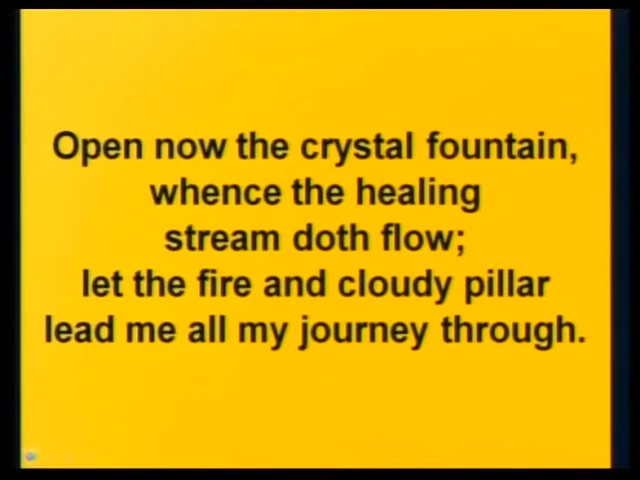 Open now the crystal fountain,
whence the healing
stream doth flow;
let the fire and cloudy pillar
lead me all my journey through.